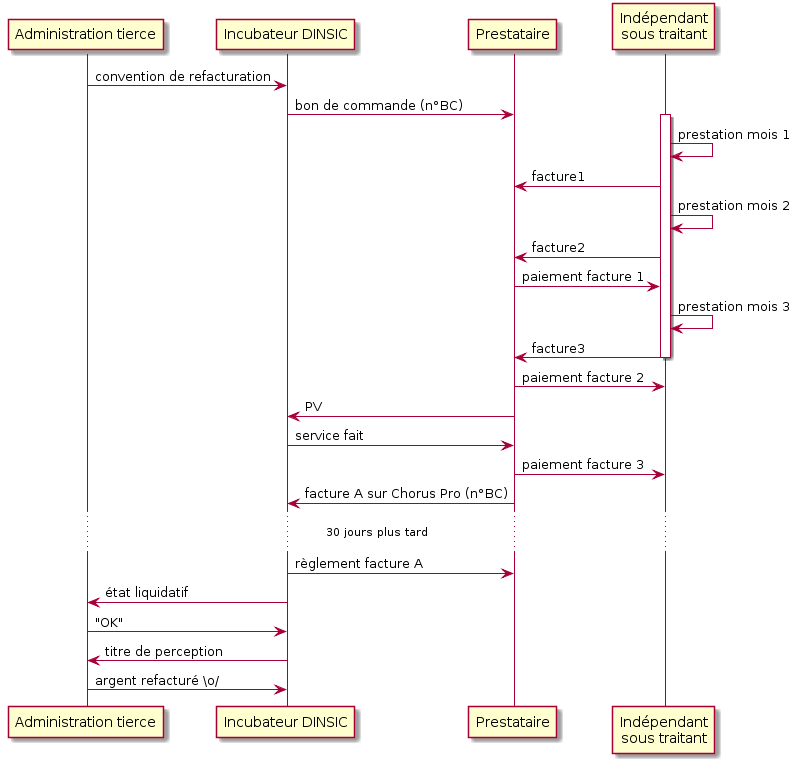 Administration tierce
Incubateur DINSIC
Prestataire
Indépendant
sous traitant
convention de refacturation
bon de commande (n°BC)
prestation mois 1
facture1
prestation mois 2
facture2
paiement facture 1
prestation mois 3
facture3
paiement facture 2
PV
service fait
paiement facture 3
facture A sur Chorus Pro (n°BC)
30 jours plus tard
règlement facture A
état liquidatif
"OK"
titre de perception
argent refacturé \o/
Administration tierce
Incubateur DINSIC
Prestataire
Indépendant
sous traitant